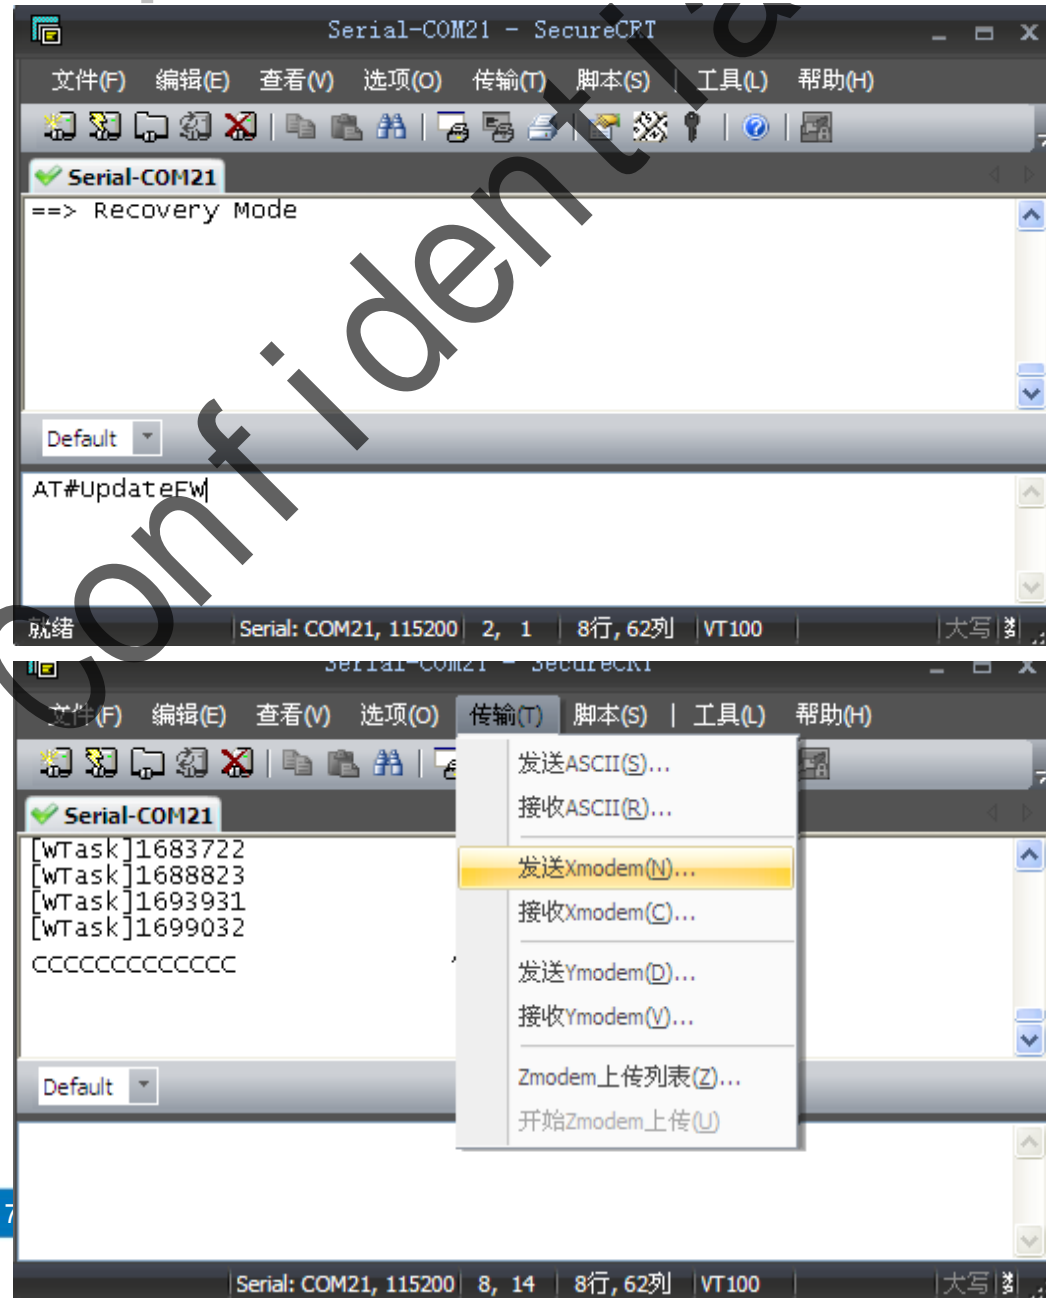 Serial-COM21 - SecureCRT
文件(F) 编辑(E) 查看(V) 选项(O) 传输(T) 脚本(S) | 工具(L) 帮助(H)
Serial-COM21
==> Recovery Mode
Default
AT#UpdateFW
就绪 Serial: COM21, 115200 2, 1 8行, 62列 VT100 大写
Confidential
Serial-COM21 - SecureCRT
文件(F) 编辑(E) 查看(V) 选项(O) 传输(T) 脚本(S) | 工具(L) 帮助(H)
发送ASCII(S)...
接收ASCII(R)...
发送Xmodem(N)...
接收Xmodem(C)...
发送Ymodem(D)...
接收Ymodem(V)...
Zmodem上传列表(Z)...
开始Zmodem上传(U)
Serial-COM21
[WTask]1683722
[WTask]1688823
[WTask]1693931
[WTask]1699032
CCCCCCCCCCCCC
Default
7
Serial: COM21, 115200 8, 14 8行, 62列 VT100 大写